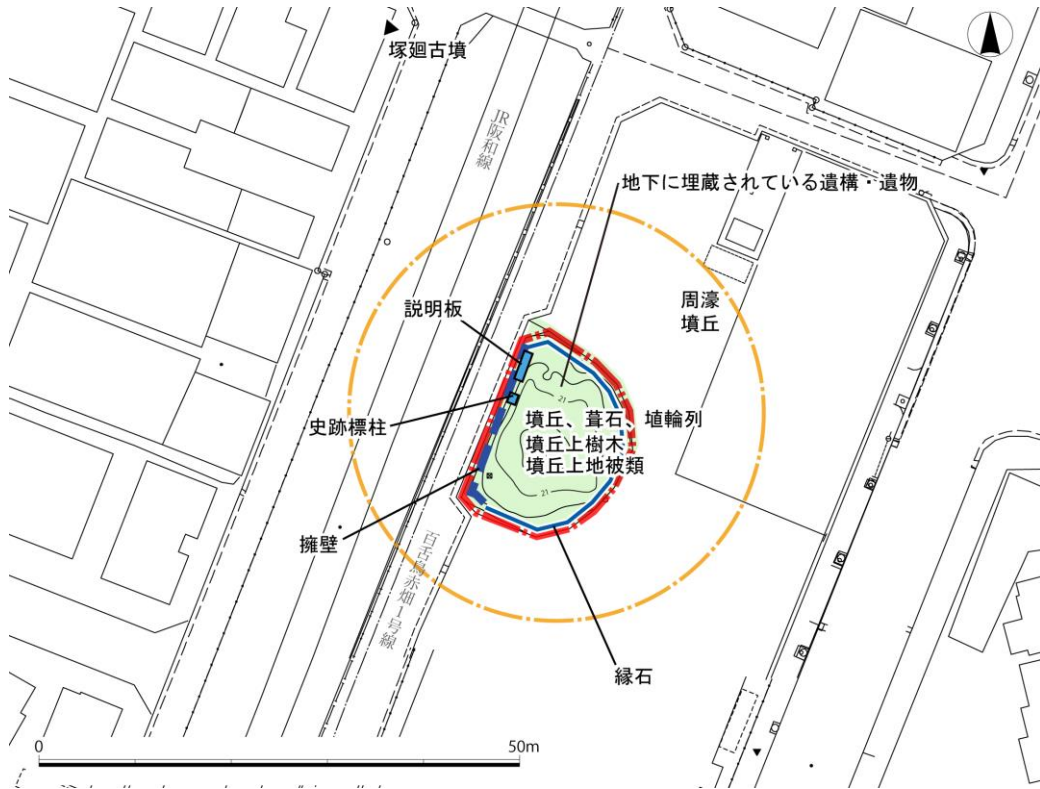 塚廻古墳
JR阪和線
地下に埋蔵されている遺構・遺物
周濠
墳丘
説明板
21
史跡標柱
墳丘、葺石、埴輪列
墳丘上樹木
墳丘上地被類
21
擁壁
百舌鳥赤畑1号線
縁石
0
50m